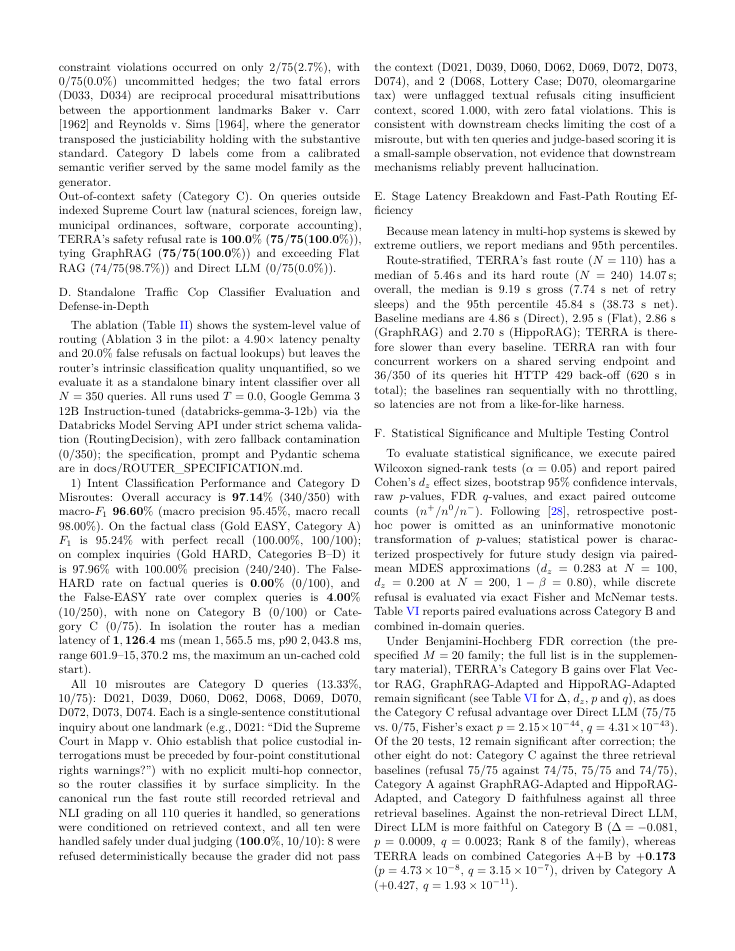 constraint violations occurred on only 2/75(2.7%), with
0/75(0.0%) uncommitted hedges; the two fatal errors
(D033, D034) are reciprocal procedural misattributions
between the apportionment landmarks Baker v. Carr
[1962] and Reynolds v. Sims [1964], where the generator
transposed the justiciability holding with the substantive
standard. Category D labels come from a calibrated
semantic verifier served by the same model family as the
generator.
Out-of-context safety (Category C). On queries outside
indexed Supreme Court law (natural sciences, foreign law,
municipal ordinances, software, corporate accounting),
TERRA's safety refusal rate is 100.0% (75/75(100.0%)),
tying GraphRAG (75/75(100.0%)) and exceeding Flat
RAG (74/75(98.7%)) and Direct LLM (0/75(0.0%)).
D. Standalone Traffic Cop Classifier Evaluation and
Defense-in-Depth
The ablation (Table II) shows the system-level value of
routing (Ablation 3 in the pilot: a 4.90× latency penalty
and 20.0% false refusals on factual lookups) but leaves the
router's intrinsic classification quality unquantified, so we
evaluate it as a standalone binary intent classifier over all
N = 350 queries. All runs used T = 0.0, Google Gemma 3
12B Instruction-tuned (databricks-gemma-3-12b) via the
Databricks Model Serving API under strict schema valida-
tion (RoutingDecision), with zero fallback contamination
(0/350); the specification, prompt and Pydantic schema
are in docs/ROUTER_SPECIFICATION.md.
1) Intent Classification Performance and Category D
Misroutes: Overall accuracy is 97.14% (340/350) with
macro-F1 96.60% (macro precision 95.45%, macro recall
98.00%). On the factual class (Gold EASY, Category A)
F1 is 95.24% with perfect recall (100.00%, 100/100);
on complex inquiries (Gold HARD, Categories B–D) it
is 97.96% with 100.00% precision (240/240). The False-
HARD rate on factual queries is 0.00% (0/100), and
the False-EASY rate over complex queries is 4.00%
(10/250), with none on Category B (0/100) or Cate-
gory C (0/75). In isolation the router has a median
latency of 1, 126.4 ms (mean 1,565.5 ms, p90 2,043.8 ms,
range 601.9–15,370.2 ms, the maximum an un-cached cold
start).
All 10 misroutes are Category D queries (13.33%,
10/75): D021, D039, D060, D062, D068, D069, D070,
D072, D073, D074. Each is a single-sentence constitutional
inquiry about one landmark (e.g., D021: “Did the Supreme
Court in Mapp v. Ohio establish that police custodial in-
terrogations must be preceded by four-point constitutional
rights warnings?”) with no explicit multi-hop connector,
so the router classifies it by surface simplicity. In the
canonical run the fast route still recorded retrieval and
NLI grading on all 110 queries it handled, so generations
were conditioned on retrieved context, and all ten were
handled safely under dual judging (100.0%, 10/10): 8 were
refused deterministically because the grader did not pass
the context (D021, D039, D060, D062, D069, D072, D073,
D074), and 2 (D068, Lottery Case; D070, oleomargarine
tax) were unflagged textual refusals citing insufficient
context, scored 1.000, with zero fatal violations. This is
consistent with downstream checks limiting the cost of a
misroute, but with ten queries and judge-based scoring it is
a small-sample observation, not evidence that downstream
mechanisms reliably prevent hallucination.
E. Stage Latency Breakdown and Fast-Path Routing Ef-
ficiency
Because mean latency in multi-hop systems is skewed by
extreme outliers, we report medians and 95th percentiles.
Route-stratified, TERRA's fast route (N = 110) has a
median of 5.46 s and its hard route (N = 240) 14.07 s;
overall, the median is 9.19 s gross (7.74 s net of retry
sleeps) and the 95th percentile 45.84 s (38.73 s net).
Baseline medians are 4.86 s (Direct), 2.95 s (Flat), 2.86 s
(GraphRAG) and 2.70 s (HippoRAG); TERRA is there-
fore slower than every baseline. TERRA ran with four
concurrent workers on a shared serving endpoint and
36/350 of its queries hit HTTP 429 back-off (620 s in
total); the baselines ran sequentially with no throttling,
so latencies are not from a like-for-like harness.
F. Statistical Significance and Multiple Testing Control
To evaluate statistical significance, we execute paired
Wilcoxon signed-rank tests (α = 0.05) and report paired
Cohen's dz effect sizes, bootstrap 95% confidence intervals,
raw p-values, FDR q-values, and exact paired outcome
counts (n+/n0/n−). Following [28], retrospective post-
hoc power is omitted as an uninformative monotonic
transformation of p-values; statistical power is charac-
terized prospectively for future study design via paired-
mean MDES approximations (dz = 0.283 at N = 100,
dz = 0.200 at N = 200, 1 − β = 0.80), while discrete
refusal is evaluated via exact Fisher and McNemar tests.
Table VI reports paired evaluations across Category B and
combined in-domain queries.
Under Benjamini-Hochberg FDR correction (the pre-
specified M = 20 family; the full list is in the supplemen-
tary material), TERRA's Category B gains over Flat Vec-
tor RAG, GraphRAG-Adapted and HippoRAG-Adapted
remain significant (see Table VI for Δ, dz, p and q), as does
the Category C refusal advantage over Direct LLM (75/75
vs. 0/75, Fisher's exact p = 2.15×10−44, q = 4.31×10−43).
Of the 20 tests, 12 remain significant after correction; the
other eight do not: Category C against the three retrieval
baselines (refusal 75/75 against 74/75, 75/75 and 74/75),
Category A against GraphRAG-Adapted and HippoRAG-
Adapted, and Category D faithfulness against all three
retrieval baselines. Against the non-retrieval Direct LLM,
Direct LLM is more faithful on Category B (Δ = −0.081,
p = 0.0009, q = 0.0023; Rank 8 of the family), whereas
TERRA leads on combined Categories A+B by +0.173
(p = 4.73 × 10−8, q = 3.15 × 10−7), driven by Category A
(+0.427, q = 1.93 × 10−11).